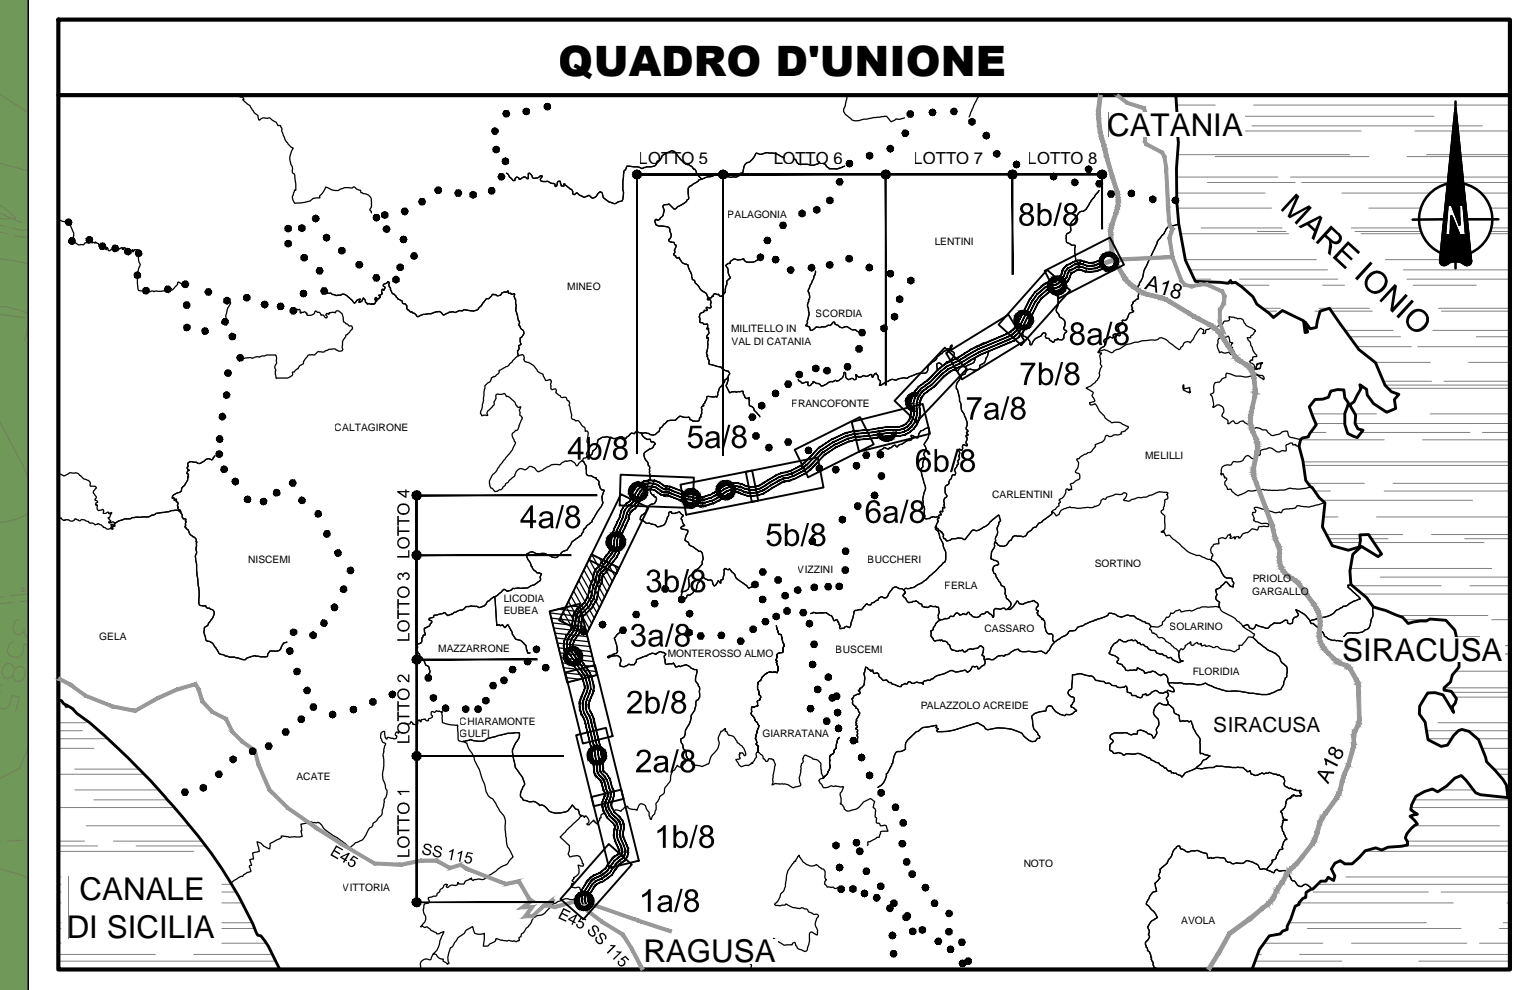 QUADRO D'UNIONE
CATANIA
LOTTO 5
LOTTO 6
LOTTO 7
LOTTO 8
N
MARE IONIO
PALAGONIA
8b/8
LENTINI
MINEO
A18
SCORDIA
MILITELLO IN
VAL DI CATANIA
8a/8
7b/8
FRANCOFONTE
7a/8
CALTAGIRONE
4b/8
5a/8
6b/8
MELILLI
CARLENTINI
LOTTO 4
4a/8
6a/8
5b/8
NISCEMI
VIZZINI
BUCCHERI
SORTINO
FERLA
PRIOLO
GARGALLO
3b/8
LOTTO 3
LICODIA
EUBEA
GELA
3a/8
CASSARO
SOLARINO
MAZZARRONE
MONTEROSSO ALMO
BUSCEMI
SIRACUSA
FLORIDIA
LOTTO 2
2b/8
PALAZZOLO ACREIDE
CHIARAMONTE
GULFI
GIARRATANA
SIRACUSA
2a/8
ACATE
A18
LOTTO 1
1b/8
E45
SS 115
NOTO
VITTORIA
CANALE
DI SICILIA
1a/8
E45 SS 115
AVOLA
RAGUSA
3585